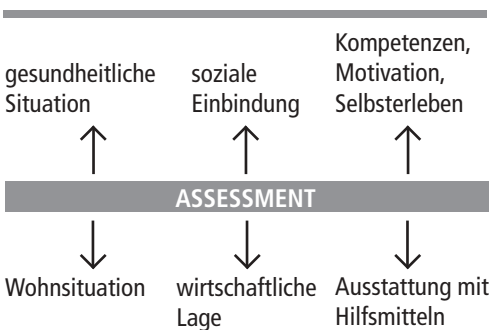 gesundheitliche
Situation
soziale
Einbindung
Kompetenzen,
Motivation,
Selbsterleben
ASSESSMENT
Wohnsituation
wirtschaftliche
Lage
Ausstattung mit
Hilfsmitteln